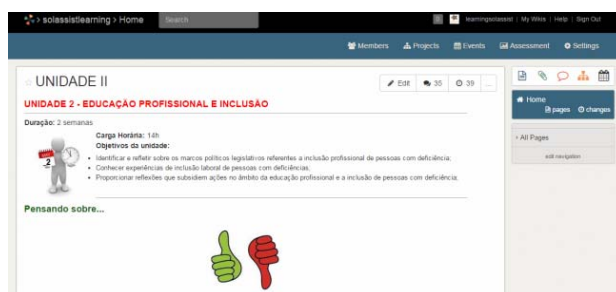 solassistlearning > Home
Search
learningsolassist | My Wikis | Help | Sign Out
Members Projects Events Assessment Settings
UNIDADE II
Edit 35 39 ...
UNIDADE 2 - EDUCAÇÃO PROFISSIONAL E INCLUSÃO
Duração: 2 semanas
Carga Horária: 14h
Objetivos da unidade:
Identificar e refletir sobre os marcos políticos legislativos referentes a inclusão profissional de pessoas com deficiência;
Conhecer experiências de inclusão laboral de pessoas com deficiências;
Proporcionar reflexões que subsidiem ações no âmbito da educação profissional e a inclusão de pessoas com deficiência;
2
Pensando sobre...
Home
pages changes
All Pages
edit navigation